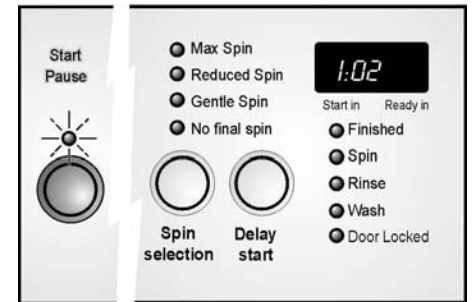 Start
Pause
Max Spin
Reduced Spin
Gentle Spin
No final spin
Spin
selection
Delay
start
1:02
Start in Ready in
Finished
Spin
Rinse
Wash
Door Locked